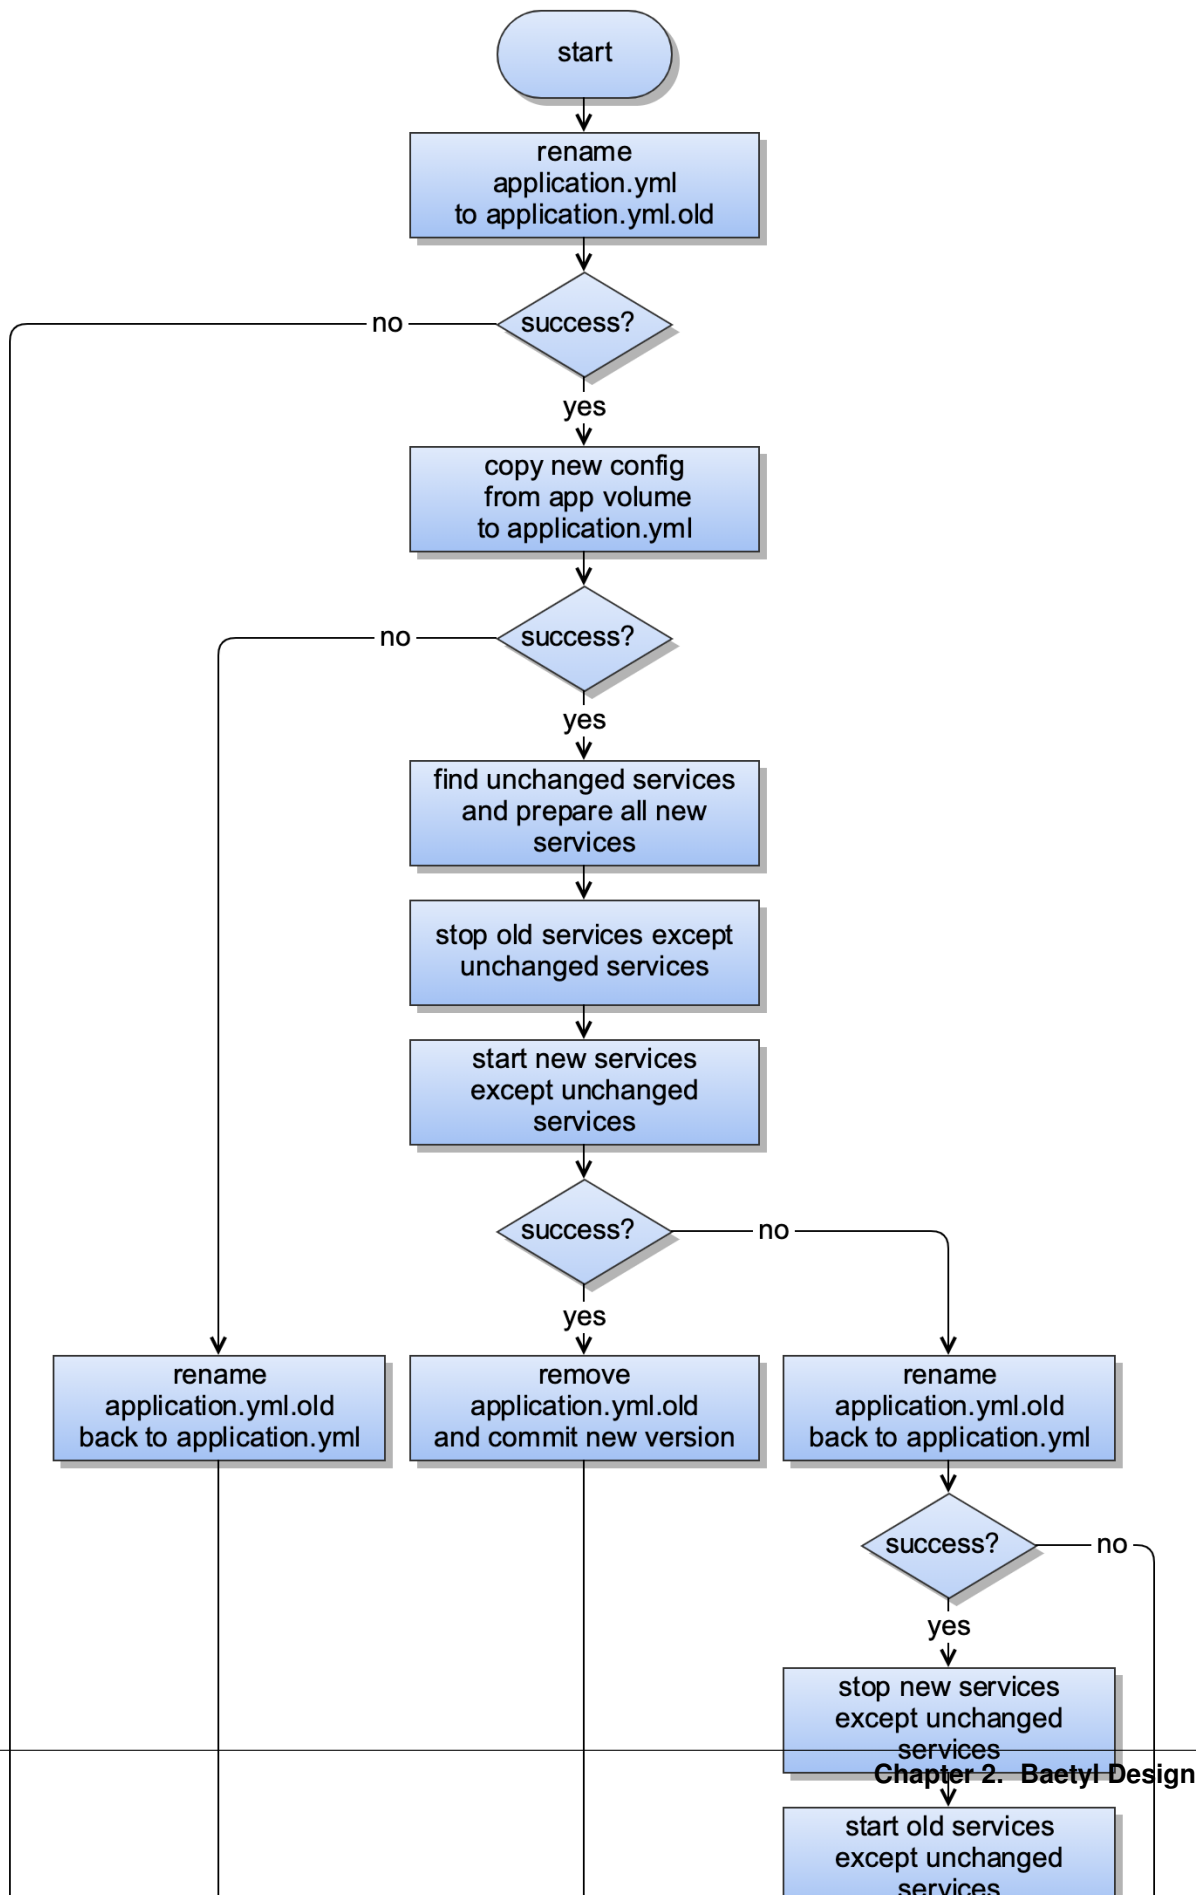 start
rename
application.yml
to application.yml.old
success?
no
yes
copy new config
from app volume
to application.yml
success?
no
yes
find unchanged services
and prepare all new
services
stop old services except
unchanged services
start new services
except unchanged
services
success?
no
yes
rename
application.yml.old
back to application.yml
remove
application.yml.old
and commit new version
rename
application.yml.old
back to application.yml
success?
no
yes
stop new services
except unchanged
services
Chapter 2. Baetyl Design
start old services
except unchanged
services